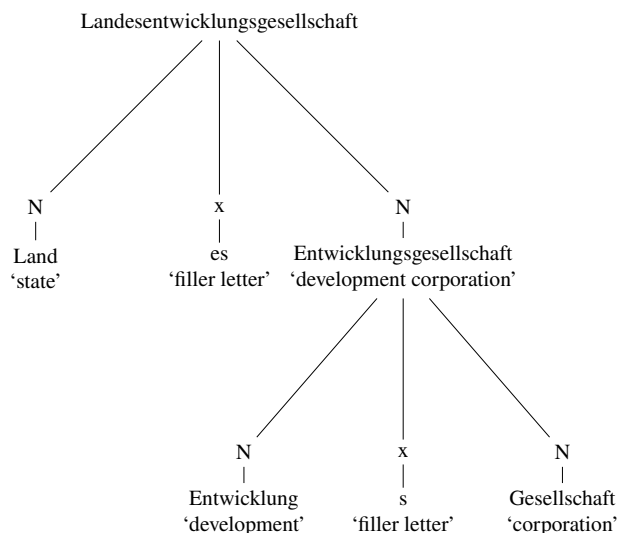 Landesentwicklungsgesellschaft
N x N
Land es Entwicklungsgesellschaft
‘state’ ‘filler letter’ ‘development corporation’
N x N
Entwicklung s Gesellschaft
‘development’ ‘filler letter’ ‘corporation’